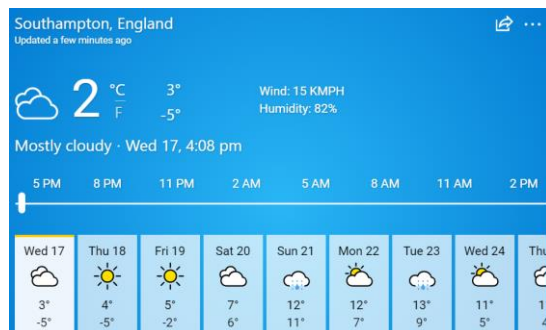 Southampton, England
Updated a few minutes ago
2 °C F 3° -5°
Wind: 15 KMPH
Humidity: 82%
Mostly cloudy · Wed 17, 4:08 pm
5 PM 8 PM 11 PM 2 AM 5 AM 8 AM 11 AM 2 PM
Wed 17 Thu 18 Fri 19 Sat 20 Sun 21 Mon 22 Tue 23 Wed 24
3° 4° 5° 7° 12° 12° 13° 11°
-5° -5° -2° 6° 11° 7° 9° 5°